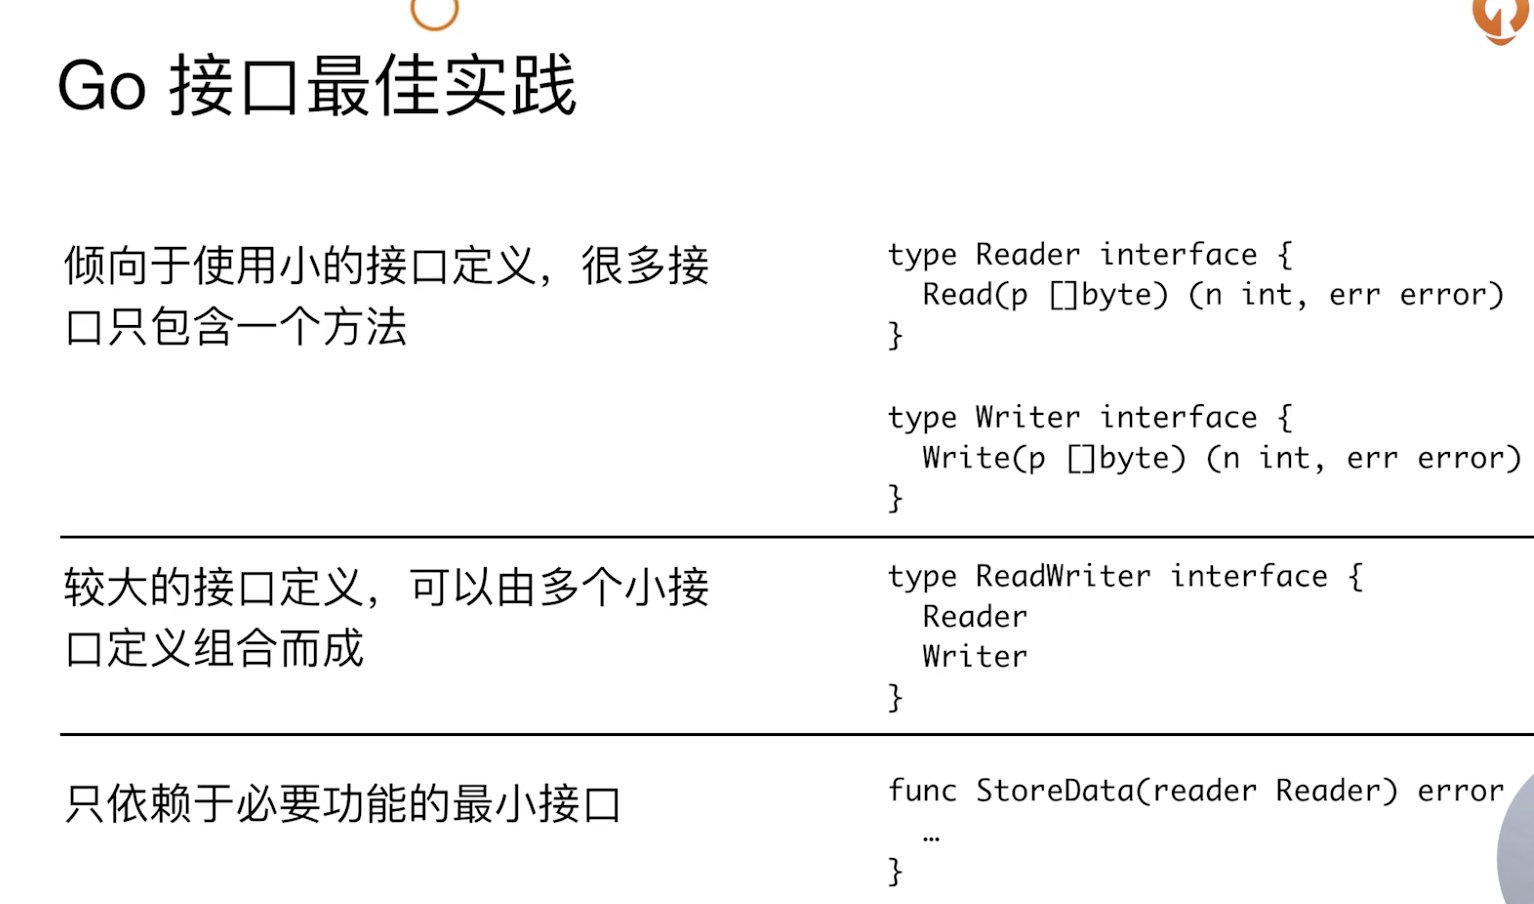 Go 接口最佳实践
倾向于使用小的接口定义，很多接
口只包含一个方法
type Reader interface {
  Read(p []byte) (n int, err error)
}
type Writer interface {
  Write(p []byte) (n int, err error)
}
较大的接口定义，可以由多个小接
口定义组合而成
type ReadWriter interface {
  Reader
  Writer
}
只依赖于必要功能的最小接口
func StoreData(reader Reader) error
  …
}